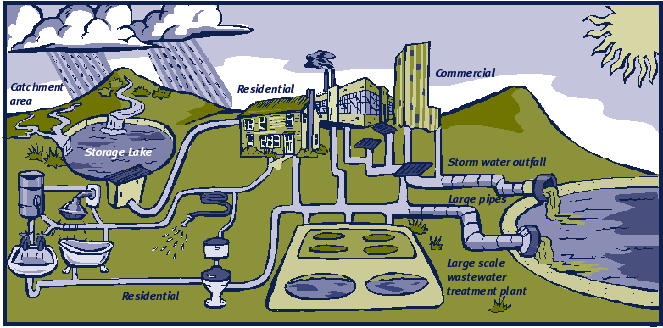 Catchment
area
Residential
Commercial
Storage Lake
Storm water outfall
Large pipes
Large scale
wastewater
treatment plant
Residential